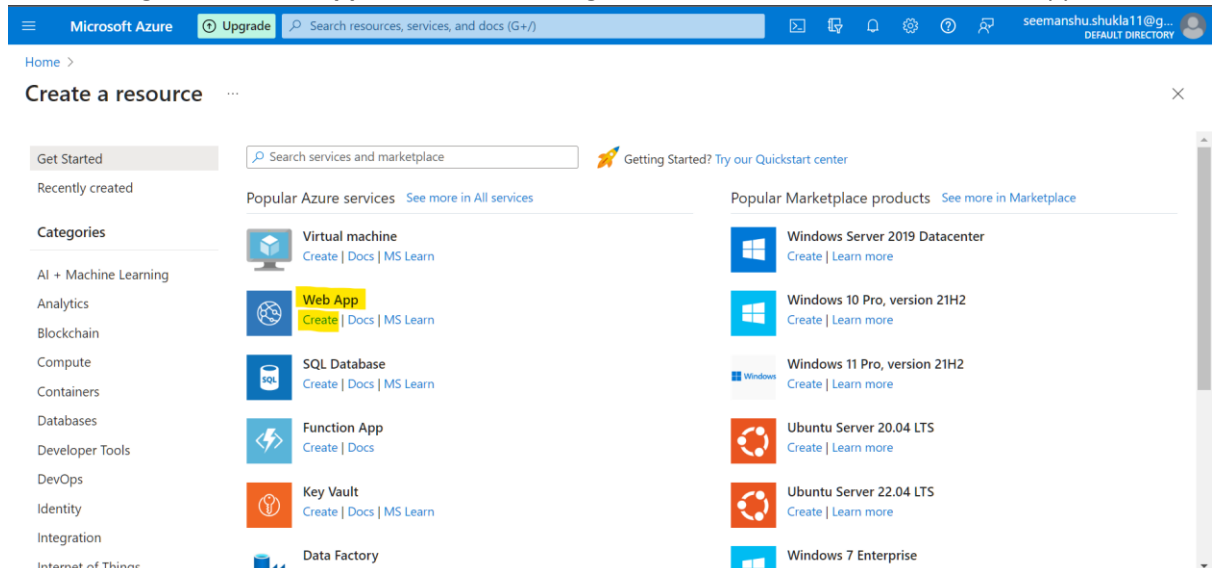 Microsoft Azure
Upgrade
Search resources, services, and docs (G+/)
seemanshu.shukla11@g...
DEFAULT DIRECTORY
Home >
Create a resource ...
Get Started
Recently created
Categories
AI + Machine Learning
Analytics
Blockchain
Compute
Containers
Databases
Developer Tools
DevOps
Identity
Integration
Internet of Things
Search services and marketplace
Getting Started? Try our Quickstart center
Popular Azure services See more in All services
Virtual machine
Create | Docs | MS Learn
Web App
Create | Docs | MS Learn
SQL
SQL Database
Create | Docs | MS Learn
Function App
Create | Docs
Key Vault
Create | Docs | MS Learn
Data Factory
Popular Marketplace products See more in Marketplace
Windows Server 2019 Datacenter
Create | Learn more
Windows 10 Pro, version 21H2
Create | Learn more
Windows
Windows 11 Pro, version 21H2
Create | Learn more
Ubuntu Server 20.04 LTS
Create | Learn more
Ubuntu Server 22.04 LTS
Create | Learn more
Windows 7 Enterprise